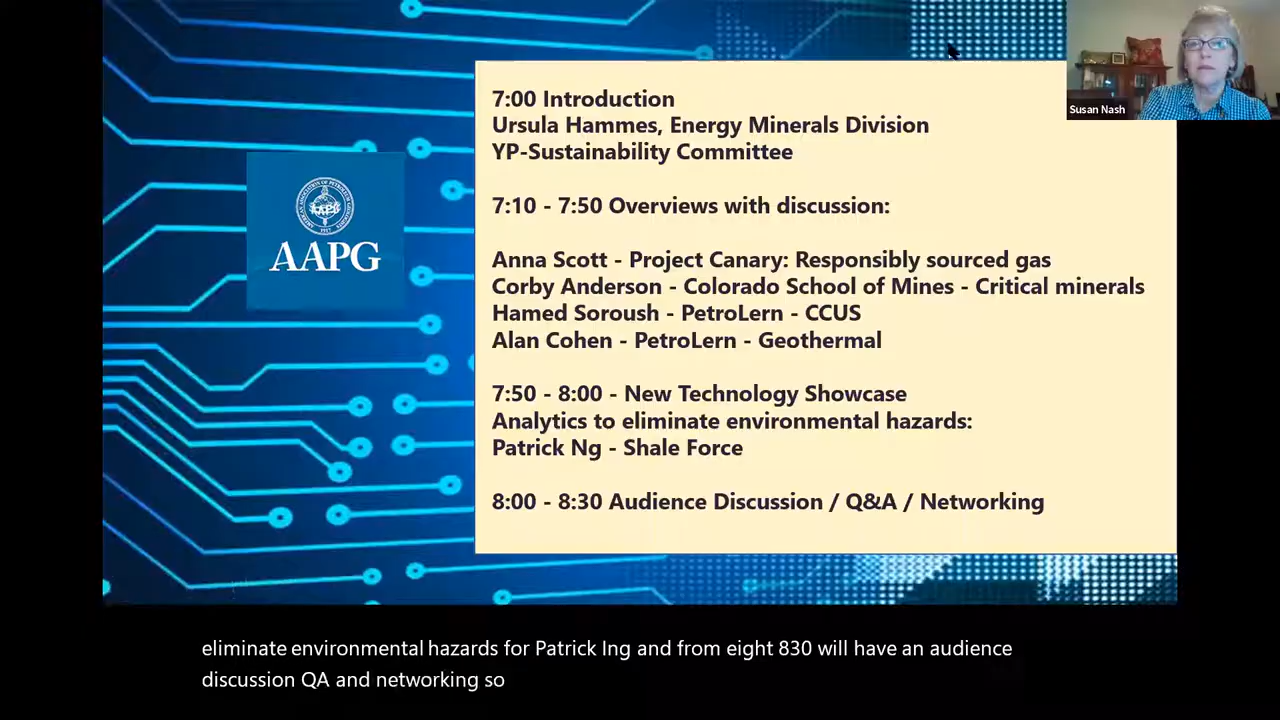 7:00 Introduction
Ursula Hammes, Energy Minerals Division
YP-Sustainability Committee
7:10 - 7:50 Overviews with discussion:
Anna Scott - Project Canary: Responsibly sourced gas
Corby Anderson - Colorado School of Mines - Critical minerals
Hamed Soroush - PetroLern - CCUS
Alan Cohen - PetroLern - Geothermal
7:50 - 8:00 - New Technology Showcase
Analytics to eliminate environmental hazards:
Patrick Ng - Shale Force
8:00 - 8:30 Audience Discussion / Q&A / Networking
AAPG
Susan Nash
eliminate environmental hazards for Patrick Ing and from eight 830 will have an audience
discussion QA and networking so